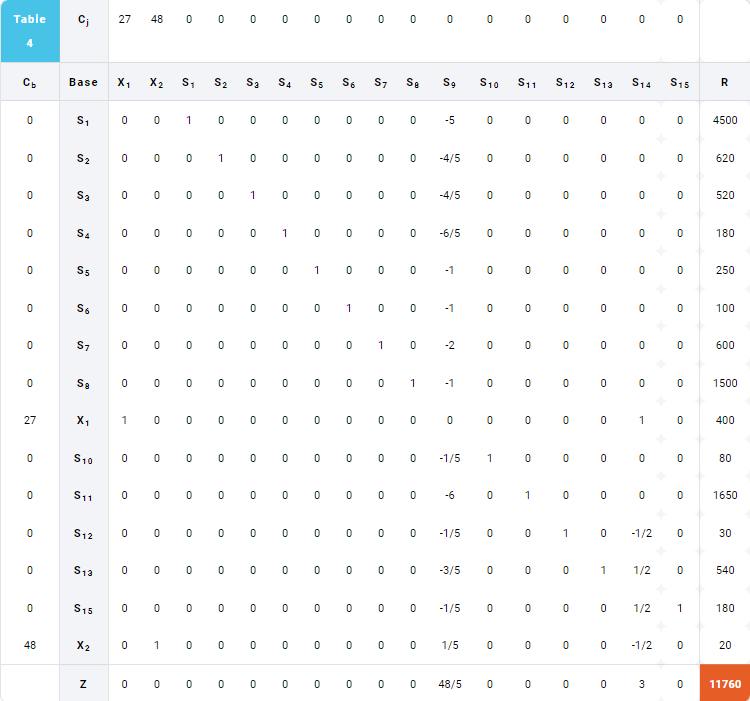 Table 4 Cj 27 48 0 0 0 0 0 0 0 0 0 0 0 0 0 0 0
Cb Base X1 X2 S1 S2 S3 S4 S5 S6 S7 S8 S9 S10 S11 S12 S13 S14 S15 R
0 S1 0 0 1 0 0 0 0 0 0 0 -5 0 0 0 0 0 0 4500
0 S2 0 0 0 1 0 0 0 0 0 0 -4/5 0 0 0 0 0 0 620
0 S3 0 0 0 0 1 0 0 0 0 0 -4/5 0 0 0 0 0 0 520
0 S4 0 0 0 0 0 1 0 0 0 0 -6/5 0 0 0 0 0 0 180
0 S5 0 0 0 0 0 0 1 0 0 0 -1 0 0 0 0 0 0 250
0 S6 0 0 0 0 0 0 0 1 0 0 -1 0 0 0 0 0 0 100
0 S7 0 0 0 0 0 0 0 0 1 0 -2 0 0 0 0 0 0 600
0 S8 0 0 0 0 0 0 0 0 0 1 -1 0 0 0 0 0 0 1500
27 X1 1 0 0 0 0 0 0 0 0 0 0 0 0 0 0 1 0 400
0 S10 0 0 0 0 0 0 0 0 0 0 -1/5 1 0 0 0 0 0 80
0 S11 0 0 0 0 0 0 0 0 0 0 -6 0 1 0 0 0 0 1650
0 S12 0 0 0 0 0 0 0 0 0 0 -1/5 0 0 1 0 -1/2 0 30
0 S13 0 0 0 0 0 0 0 0 0 0 -3/5 0 0 0 1 1/2 0 540
0 S15 0 0 0 0 0 0 0 0 0 0 -1/5 0 0 0 0 1/2 1 180
48 X2 0 1 0 0 0 0 0 0 0 0 1/5 0 0 0 0 -1/2 0 20
Z 0 0 0 0 0 0 0 0 0 0 48/5 0 0 0 0 3 0 11760